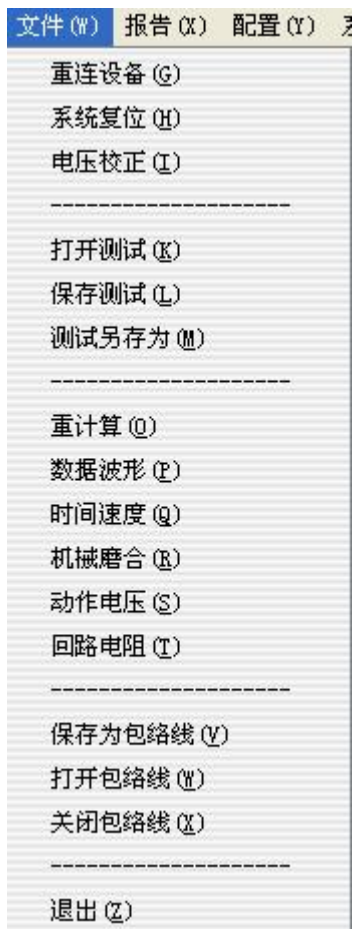 文件(W) 报告(X) 配置(Y)
重连设备(G)
系统复位(H)
电压校正(I)
--------------------
打开测试(K)
保存测试(L)
测试另存为(M)
--------------------
重计算(O)
数据波形(P)
时间速度(Q)
机械磨合(R)
动作电压(S)
回路电阻(T)
--------------------
保存为包络线(V)
打开包络线(W)
关闭包络线(X)
--------------------
退出(Z)